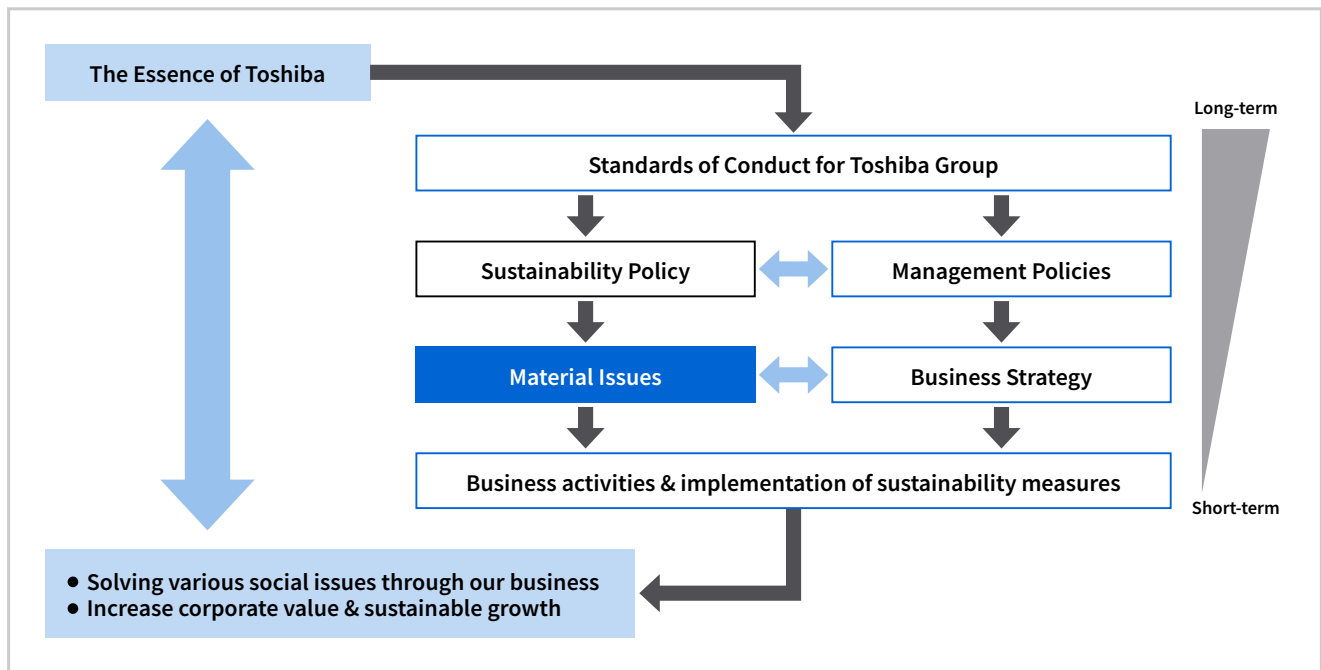 The Essence of Toshiba
Long-term
Standards of Conduct for Toshiba Group
Sustainability Policy
Management Policies
Material Issues
Business Strategy
Business activities & implementation of sustainability measures
Short-term
● Solving various social issues through our business
● Increase corporate value & sustainable growth